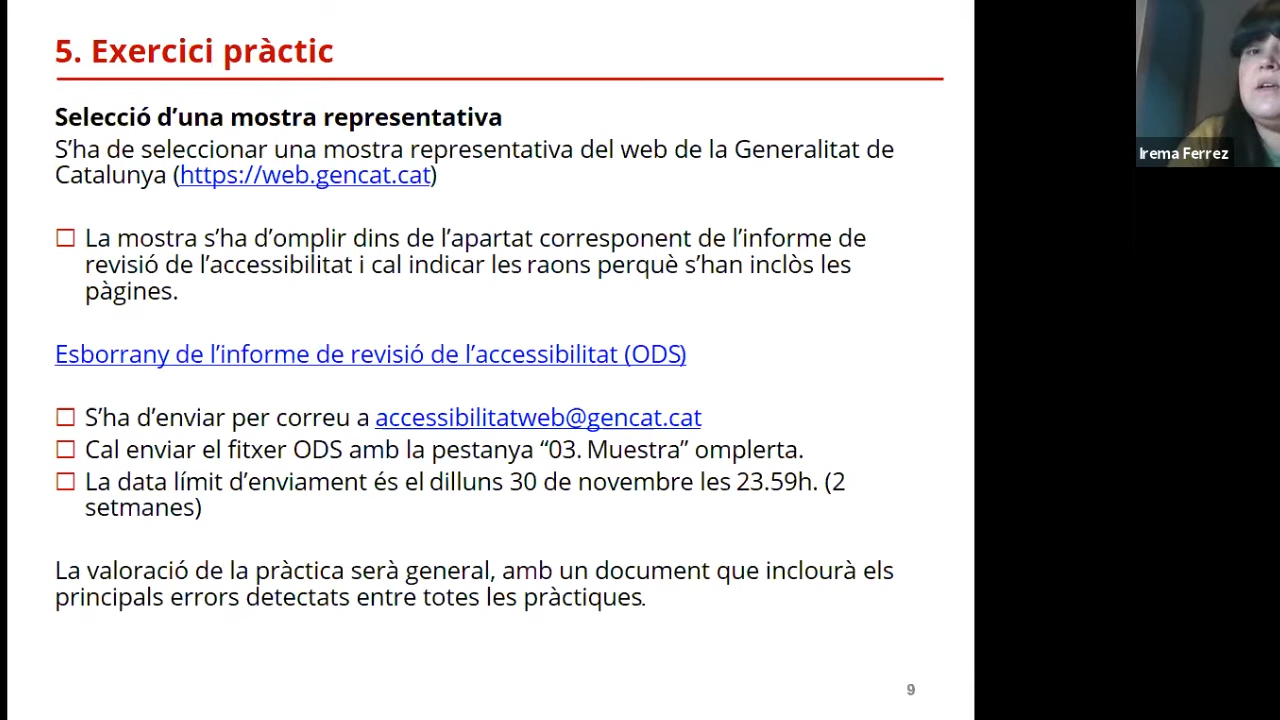 5. Exercici pràctic
Selecció d’una mostra representativa
S’ha de seleccionar una mostra representativa del web de la Generalitat de
Catalunya (https://web.gencat.cat)
La mostra s’ha d’omplir dins de l’apartat corresponent de l’informe de
revisió de l’accessibilitat i cal indicar les raons perquè s’han inclòs les
pàgines.
Esborrany de l’informe de revisió de l’accessibilitat (ODS)
S’ha d’enviar per correu a accessibilitatweb@gencat.cat
Cal enviar el fitxer ODS amb la pestanya “03. Muestra” omplerta.
La data límit d’enviament és el dilluns 30 de novembre les 23.59h. (2
setmanes)
La valoració de la pràctica serà general, amb un document que inclourà els
principals errors detectats entre totes les pràctiques.
9
Irema Ferrez